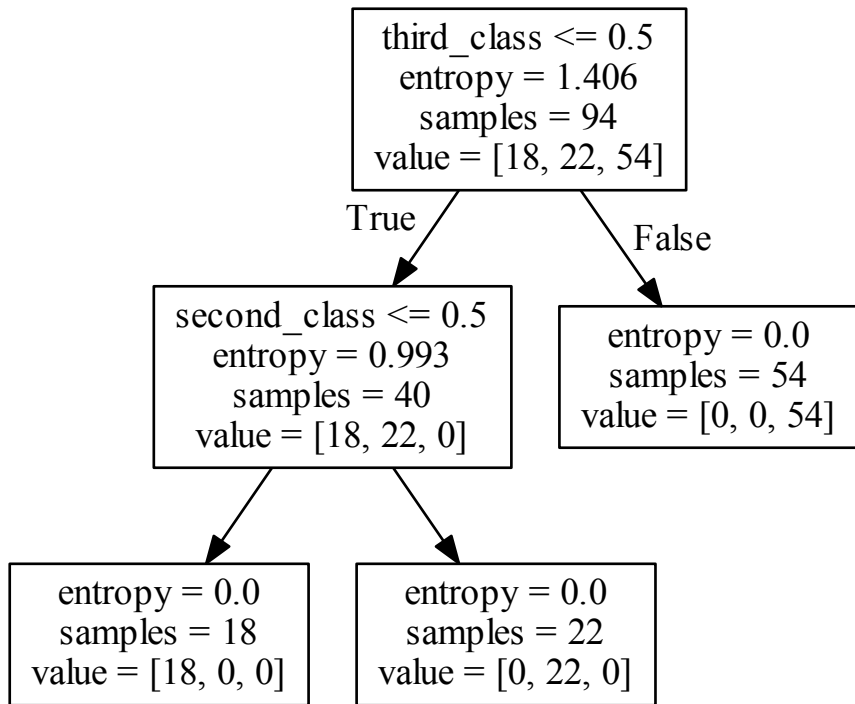 third_class <= 0.5
entropy = 1.406
samples = 94
value = [18, 22, 54]
True
False
second_class <= 0.5
entropy = 0.993
samples = 40
value = [18, 22, 0]
entropy = 0.0
samples = 54
value = [0, 0, 54]
entropy = 0.0
samples = 18
value = [18, 0, 0]
entropy = 0.0
samples = 22
value = [0, 22, 0]